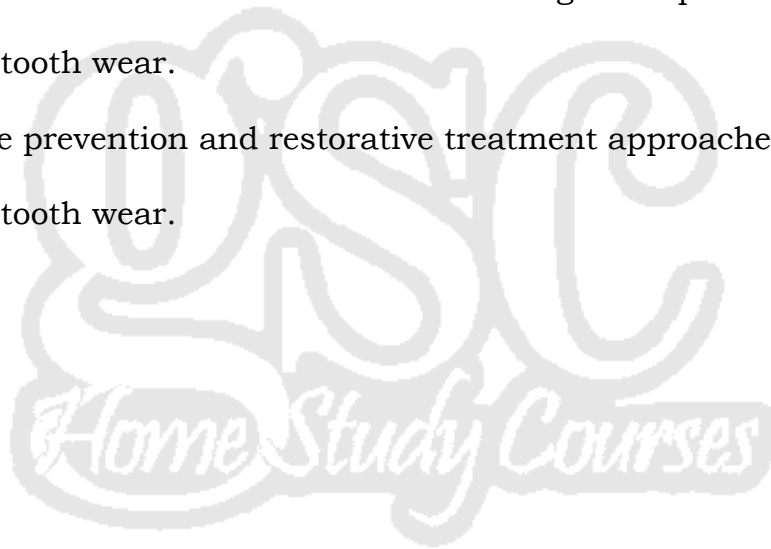 tooth wear.
e prevention and restorative treatment approache
tooth wear.
gsc
Home Study Courses